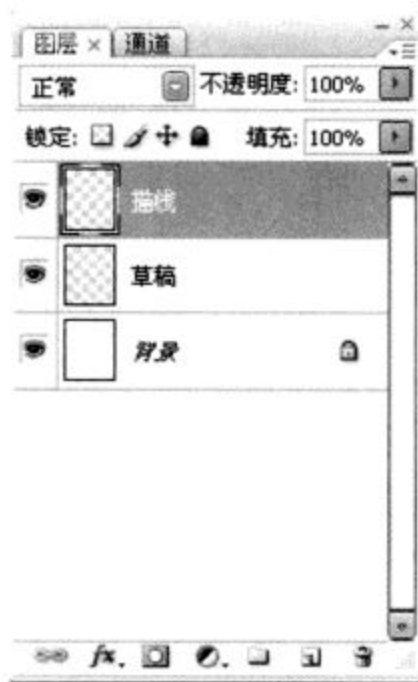 图层 × 通道
正常 不透明度: 100%
锁定: 填充: 100%
描线
草稿
背景
fx.